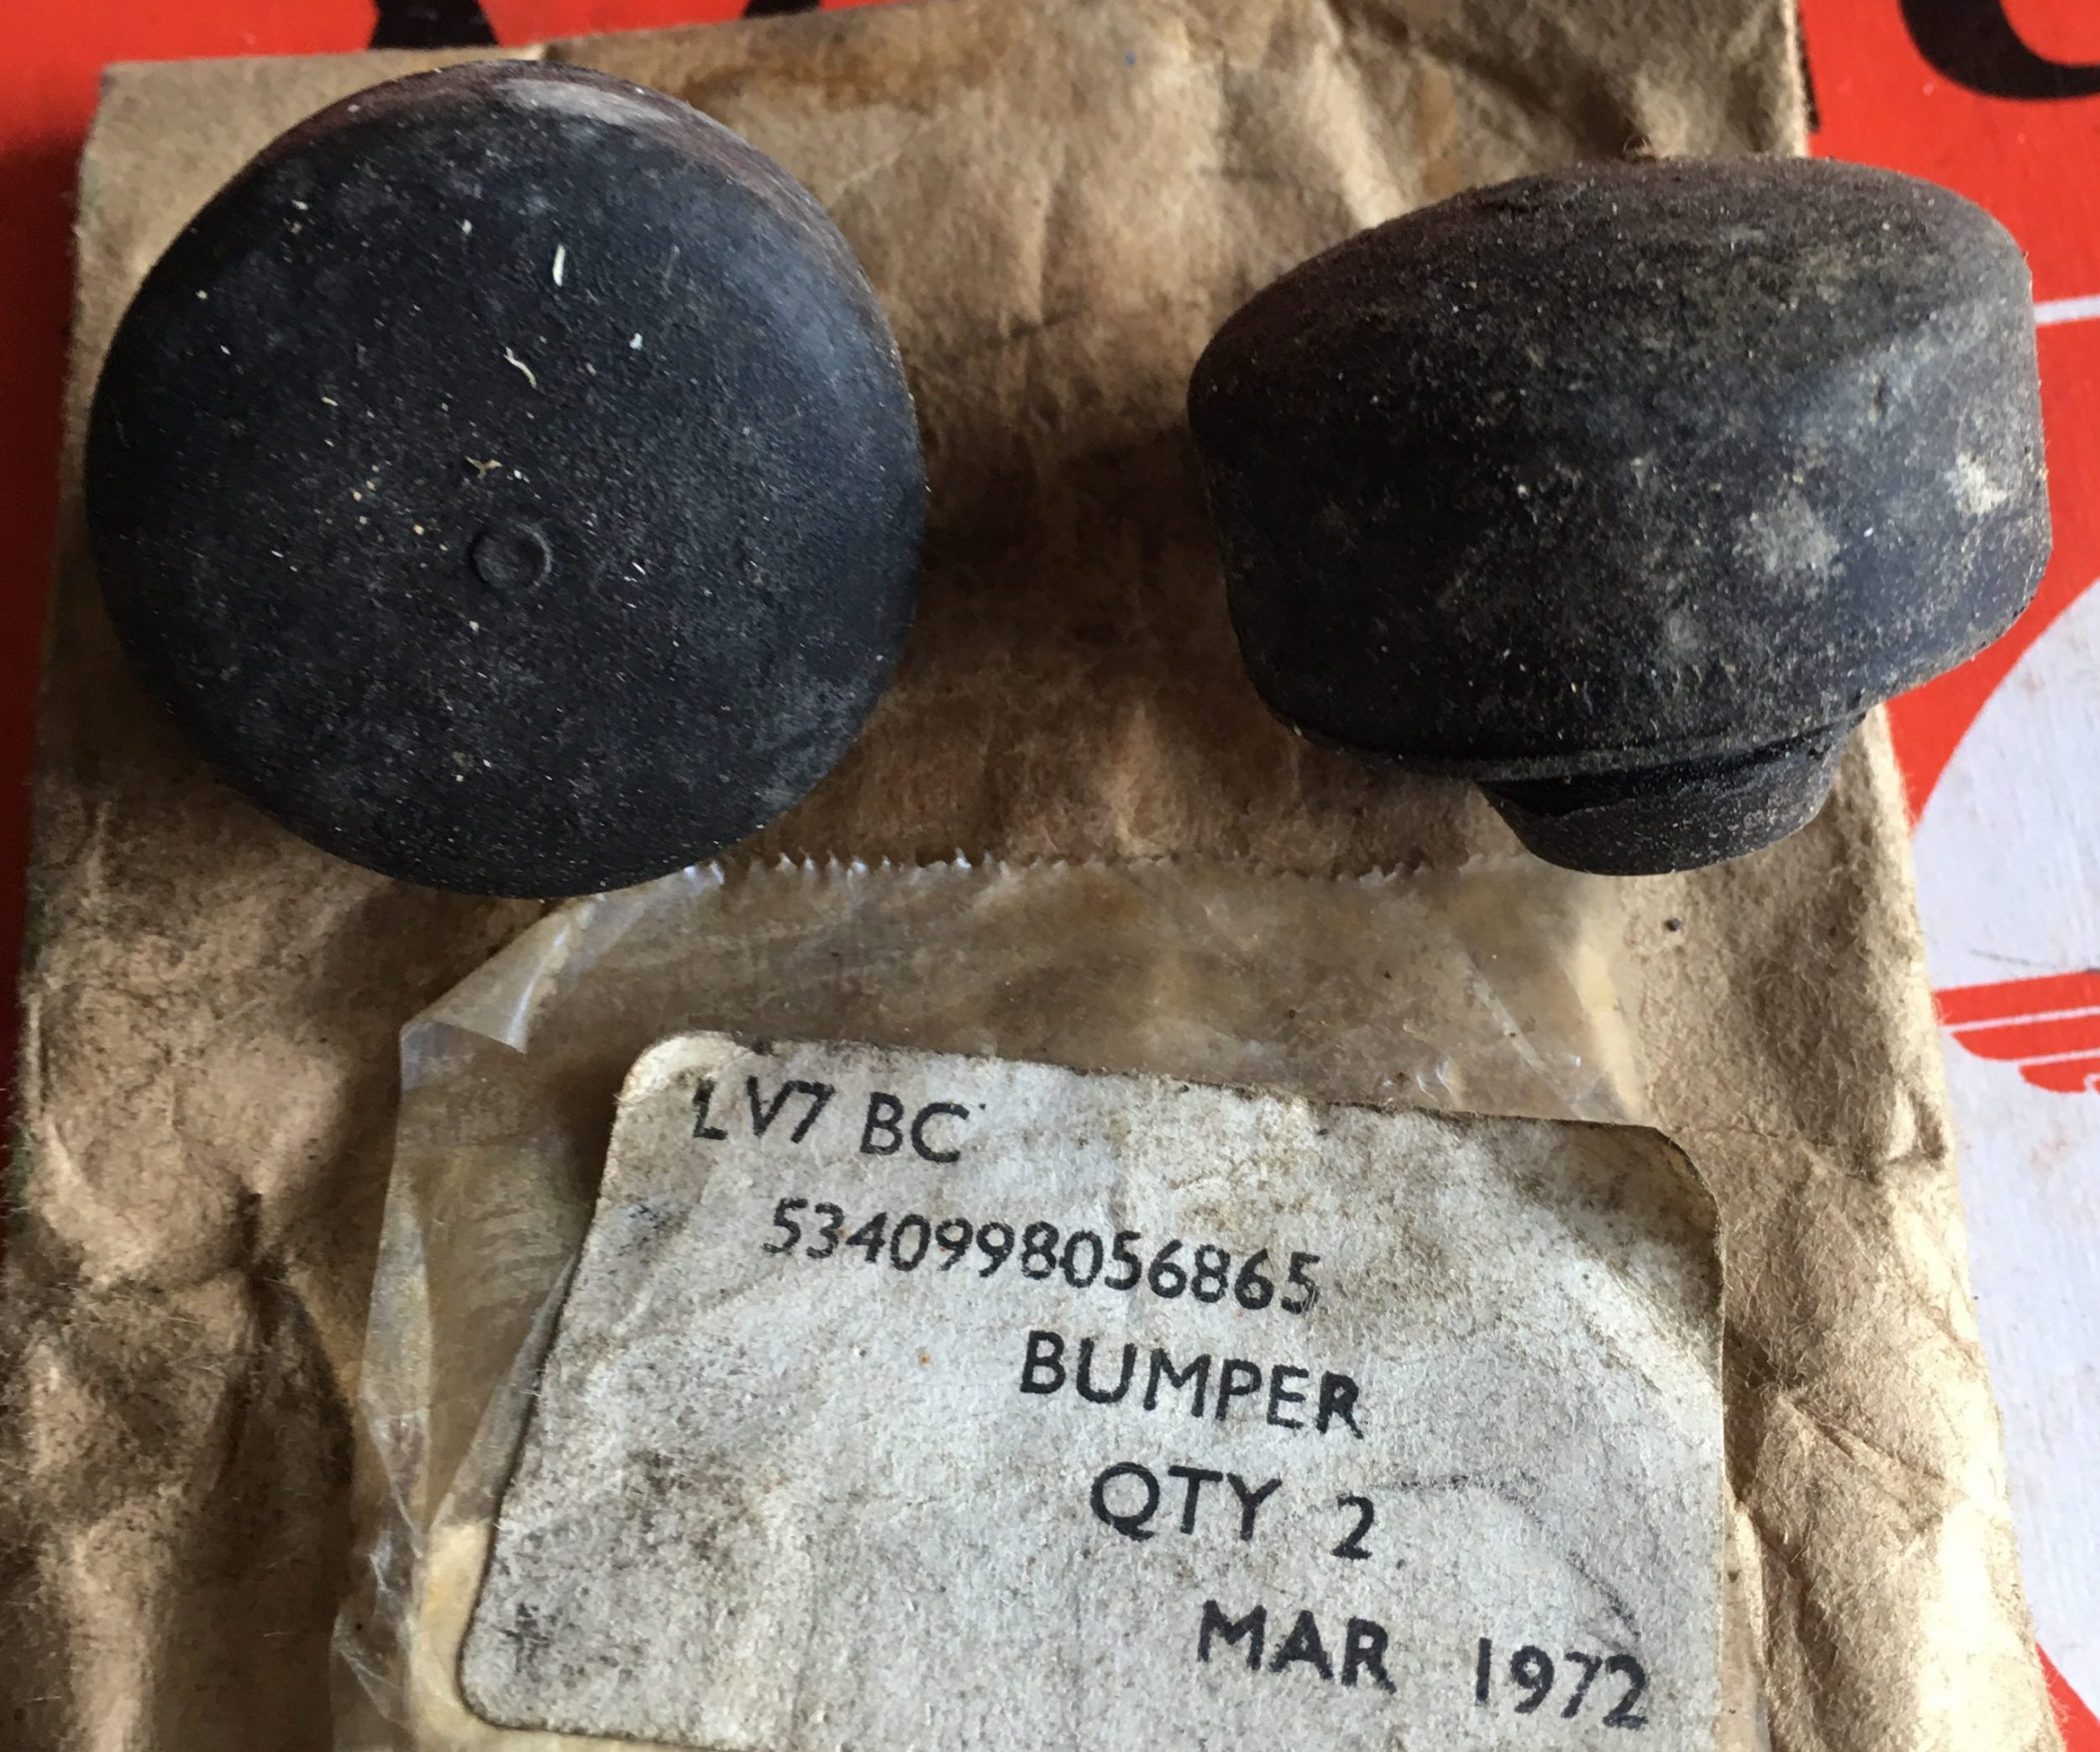 LV7 BC
5340998056865
BUMPER
QTY 2
MAR 1972